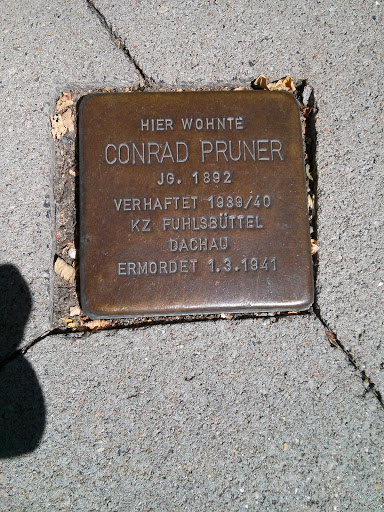 HIER WOHNTE
CONRAD PRUNER
JG. 1892
VERHAFTET 1939/40
KZ FUHLSBÜTTEL
DACHAU
ERMORDET 1.3.1941